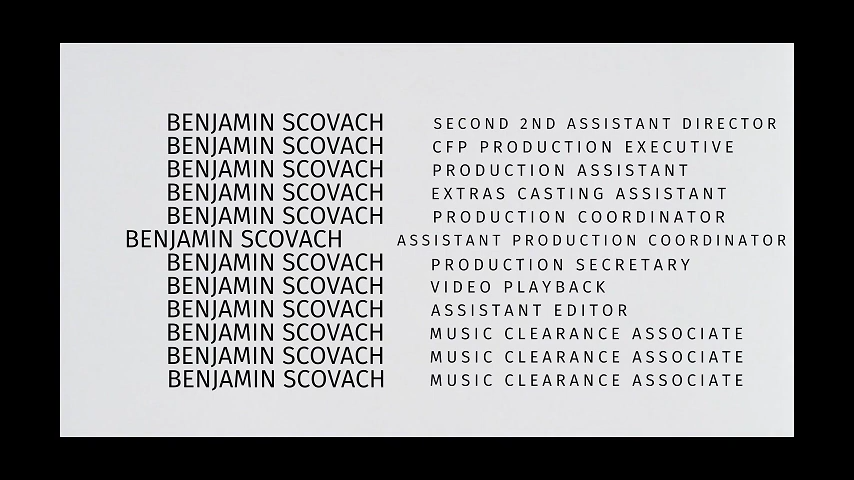 BENJAMIN SCOVACH SECOND 2ND ASSISTANT DIRECTOR
BENJAMIN SCOVACH CFP PRODUCTION EXECUTIVE
BENJAMIN SCOVACH PRODUCTION ASSISTANT
BENJAMIN SCOVACH EXTRAS CASTING ASSISTANT
BENJAMIN SCOVACH PRODUCTION COORDINATOR
BENJAMIN SCOVACH ASSISTANT PRODUCTION COORDINATOR
BENJAMIN SCOVACH PRODUCTION SECRETARY
BENJAMIN SCOVACH VIDEO PLAYBACK
BENJAMIN SCOVACH ASSISTANT EDITOR
BENJAMIN SCOVACH MUSIC CLEARANCE ASSOCIATE
BENJAMIN SCOVACH MUSIC CLEARANCE ASSOCIATE
BENJAMIN SCOVACH MUSIC CLEARANCE ASSOCIATE